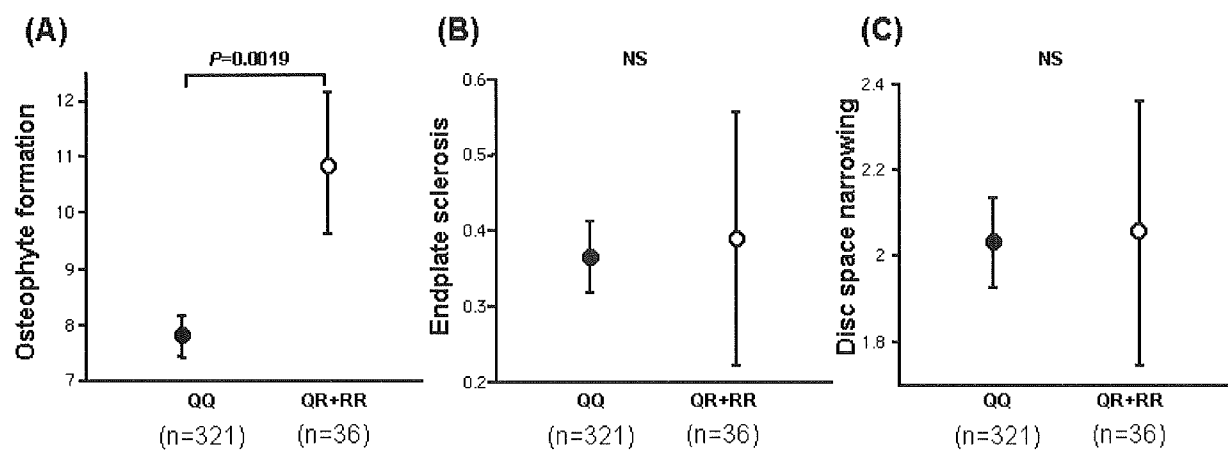 (A)
P=0.0019
Osteophyte formation
12
11
10
9
8
7
QQ
QR+RR
(n=321)
(n=36)
(B)
NS
Endplate sclerosis
0.6
0.5
0.4
0.3
0.2
QQ
QR+RR
(n=321)
(n=36)
(C)
NS
Disc space narrowing
2.4
2.2
2
1.8
QQ
QR+RR
(n=321)
(n=36)